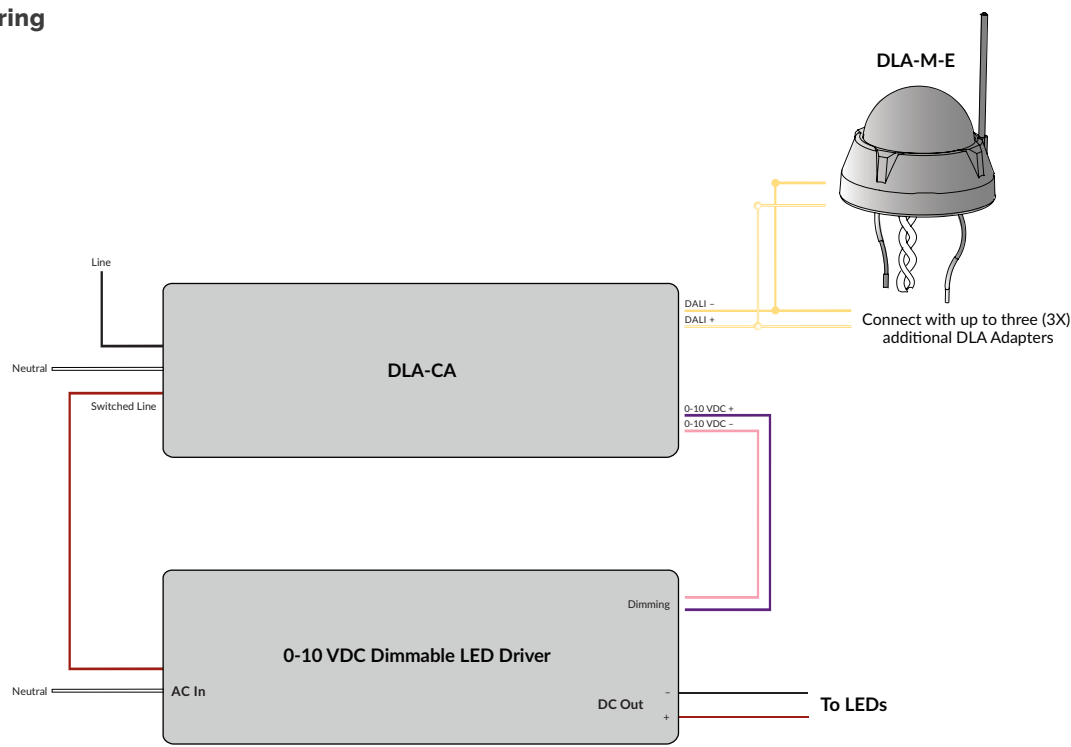 ring
DLA-M-E
Line
DALI –
DALI +
Connect with up to three (3X)
additional DLA Adapters
Neutral
DLA-CA
Switched Line
0-10 VDC +
0-10 VDC –
Dimming
0-10 VDC Dimmable LED Driver
Neutral
AC In
DC Out
–
+
To LEDs